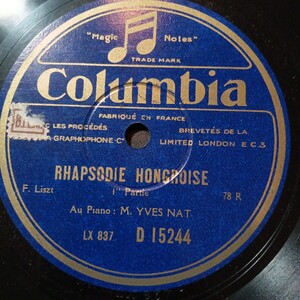 "Magic Notes"
TRADE MARK
Columbia
FABRIQUÉ EN FRANCE
LES PROCÉDÉS BREVETÉS DE LA
GRAPHOPHONE Cº LIMITED LONDON E C 3
RHAPSODIE HONGROISE
F. Liszt 1re Partie 78 R
Au Piano : M. YVES NAT
LX 837 D 15244